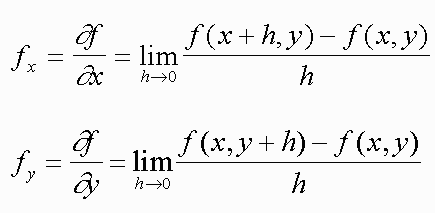 f_x = ∂f/∂x = lim_{h→0} (f(x + h, y) − f(x, y))/h
f_y = ∂f/∂y = lim_{h→0} (f(x, y + h) − f(x, y))/h